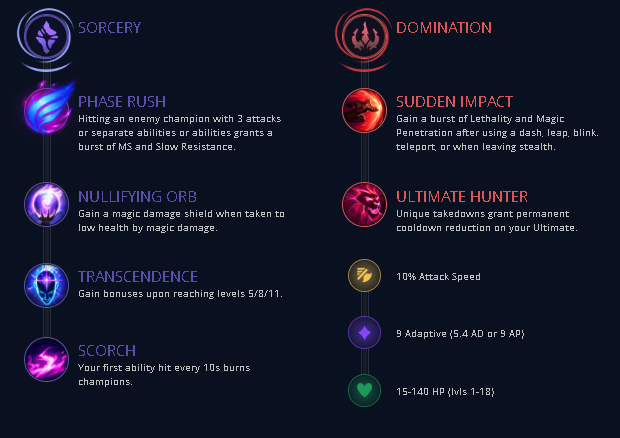 SORCERY
PHASE RUSH
Hitting an enemy champion with 3 attacks
or separate abilities or abilities grants a
burst of MS and Slow Resistance.
NULLIFYING ORB
Gain a magic damage shield when taken to
low health by magic damage.
TRANSCENDENCE
Gain bonuses upon reaching levels 5/8/11.
SCORCH
Your first ability hit every 10s burns
champions.
DOMINATION
SUDDEN IMPACT
Gain a burst of Lethality and Magic
Penetration after using a dash, leap, blink,
teleport, or when leaving stealth.
ULTIMATE HUNTER
Unique takedowns grant permanent
cooldown reduction on your Ultimate.
10% Attack Speed
9 Adaptive (5.4 AD or 9 AP)
15-140 HP (lvls 1-18)